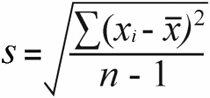 s = √(∑(xᵢ - x̅)² / (n - 1))